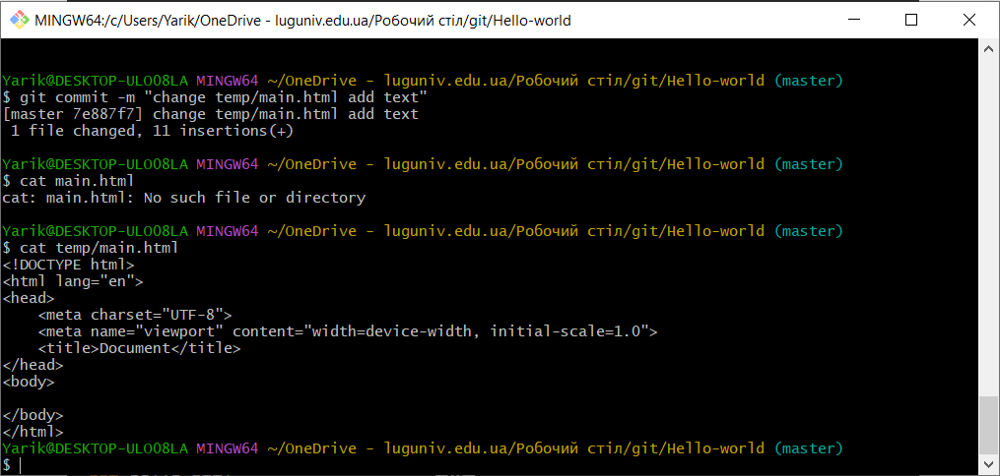 MINGW64:/c/Users/Yarik/OneDrive - luguniv.edu.ua/Робочий стіл/git/Hello-world
Yarik@DESKTOP-ULO08LA MINGW64 ~/OneDrive - luguniv.edu.ua/Робочий стіл/git/Hello-world (master)
$ git commit -m "change temp/main.html add text"
[master 7e887f7] change temp/main.html add text
 1 file changed, 11 insertions(+)
Yarik@DESKTOP-ULO08LA MINGW64 ~/OneDrive - luguniv.edu.ua/Робочий стіл/git/Hello-world (master)
$ cat main.html
cat: main.html: No such file or directory
Yarik@DESKTOP-ULO08LA MINGW64 ~/OneDrive - luguniv.edu.ua/Робочий стіл/git/Hello-world (master)
$ cat temp/main.html
<!DOCTYPE html>
<html lang="en">
<head>
    <meta charset="UTF-8">
    <meta name="viewport" content="width=device-width, initial-scale=1.0">
    <title>Document</title>
</head>
<body>
</body>
</html>
Yarik@DESKTOP-ULO08LA MINGW64 ~/OneDrive - luguniv.edu.ua/Робочий стіл/git/Hello-world (master)
$